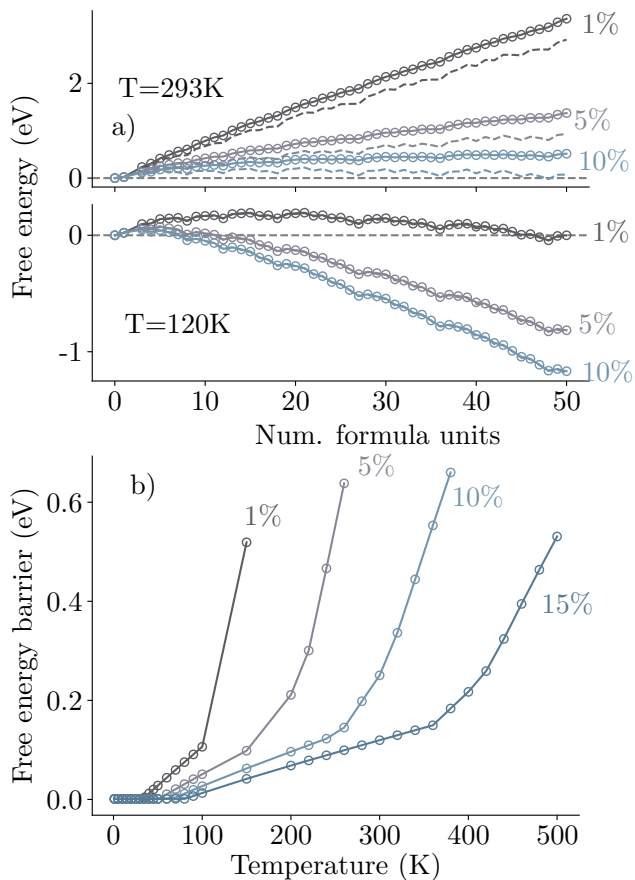 1%
2
T=293K
a)
5%
10%
0
Free energy (eV)
0
1%
T=120K
5%
-1
10%
0 10 20 30 40 50
Num. formula units
b)
5%
0.6
10%
1%
0.4
15%
0.2
0.0
Free energy barrier (eV)
0 100 200 300 400 500
Temperature (K)